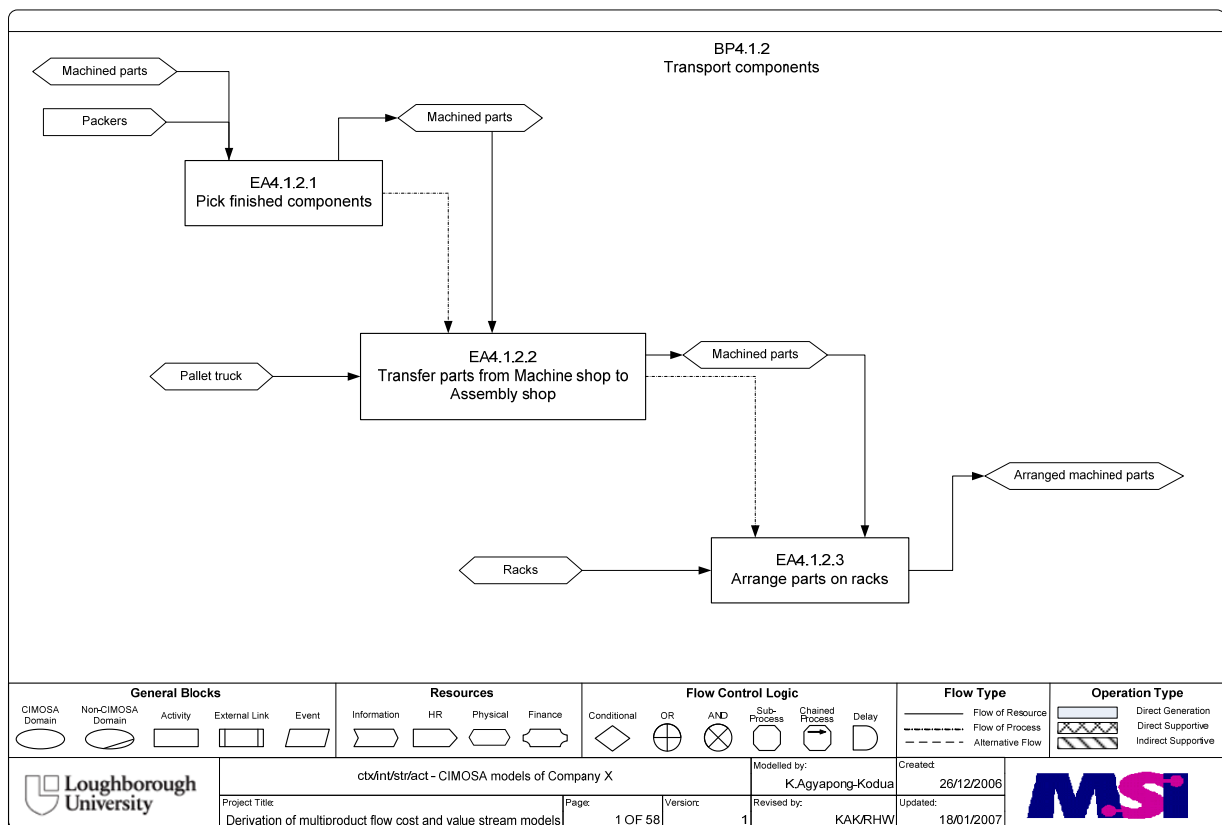 BP4.1.2
Transport components
Machined parts
Packers
Machined parts
EA4.1.2.1
Pick finished components
EA4.1.2.2
Transfer parts from Machine shop to
Assembly shop
Machined parts
Pallet truck
Arranged machined parts
EA4.1.2.3
Arrange parts on racks
Racks
General Blocks
CIMOSA
Domain
Non-CIMOSA
Domain
Activity
External Link
Event
Resources
Information
HR
Physical
Finance
Flow Control Logic
Conditional
OR
AND
Sub-
Process
Chained
Process
Delay
Flow Type
Flow of Resource
Flow of Process
Alternative Flow
Operation Type
Direct Generation
Direct Supportive
Indirect Supportive
Loughborough
University
ctx/int/str/act - CIMOSA models of Company X
Modelled by:
K.Agyapong-Kodua
Created:
26/12/2006
Project Title:
Derivation of multiproduct flow cost and value stream models
Page:
1 OF 58
Version:
1
Revised by:
KAK/RHW
Updated:
18/01/2007
MSi